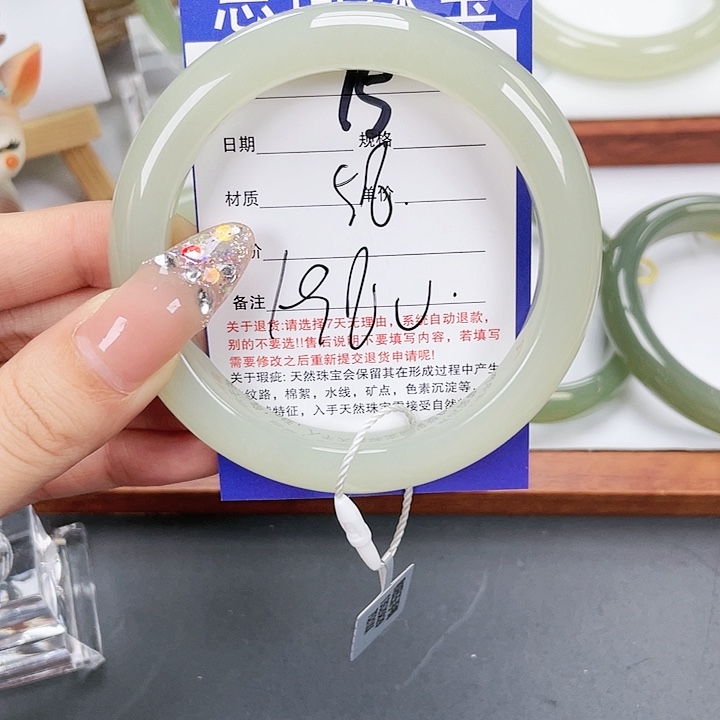 15
日期 规格
58.
材质 单价
价
备注
关于退货:请选择7天无理由，系统自动退款，
别的不要选!!售后说明不要填写内容，若填写
需要修改之后重新提交退货申请呢!
关于瑕疵: 天然珠宝会保留其在形成过程中产生
纹路，棉絮，水线，矿点，色素沉淀等，
特征，入手天然珠宝需接受自然